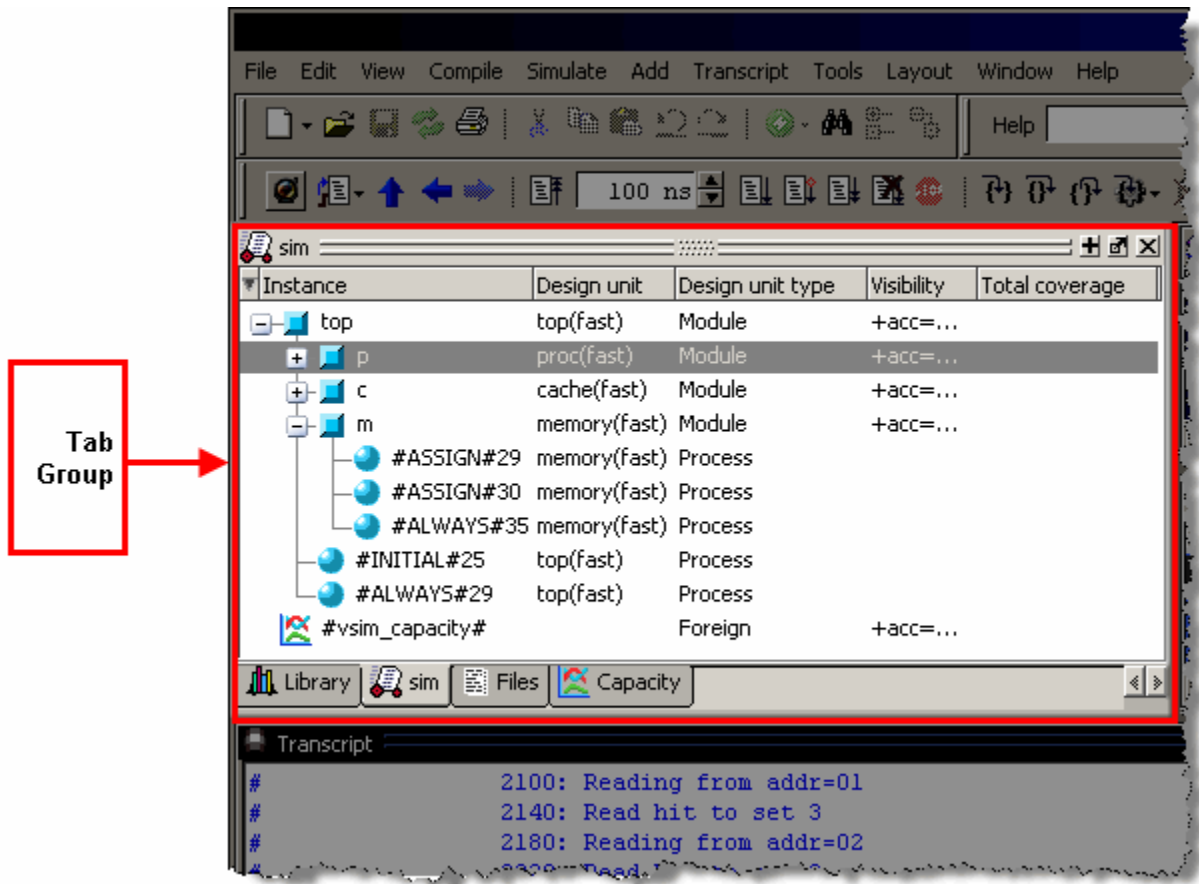 File Edit View Compile Simulate Add Transcript Tools Layout Window Help
Help
100 ns
STOP
sim
Instance Design unit Design unit type Visibility Total coverage
top top(fast) Module +acc=...
p proc(fast) Module +acc=...
c cache(fast) Module +acc=...
m memory(fast) Module +acc=...
#ASSIGN#29 memory(fast) Process
#ASSIGN#30 memory(fast) Process
#ALWAYS#35 memory(fast) Process
#INITIAL#25 top(fast) Process
#ALWAYS#29 top(fast) Process
#vsim_capacity# Foreign +acc=...
Library sim Files Capacity
Tab
Group
Transcript
# 2100: Reading from addr=01
# 2140: Read hit to set 3
# 2180: Reading from addr=02